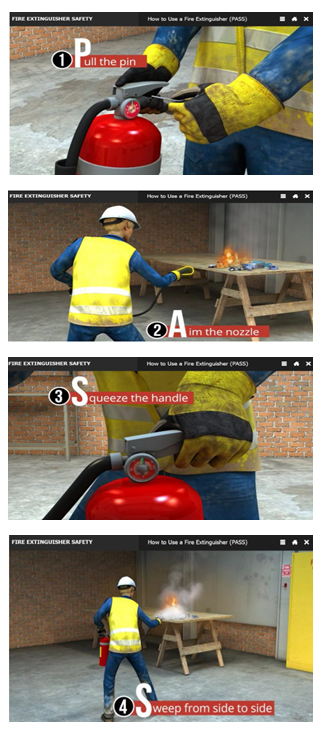 FIRE EXTINGUISHER SAFETY How to Use a Fire Extinguisher (PASS)
1 Pull the pin
FIRE EXTINGUISHER SAFETY How to Use a Fire Extinguisher (PASS)
2 Aim the nozzle
FIRE EXTINGUISHER SAFETY How to Use a Fire Extinguisher (PASS)
3 Squeeze the handle
FIRE EXTINGUISHER SAFETY How to Use a Fire Extinguisher (PASS)
4 Sweep from side to side